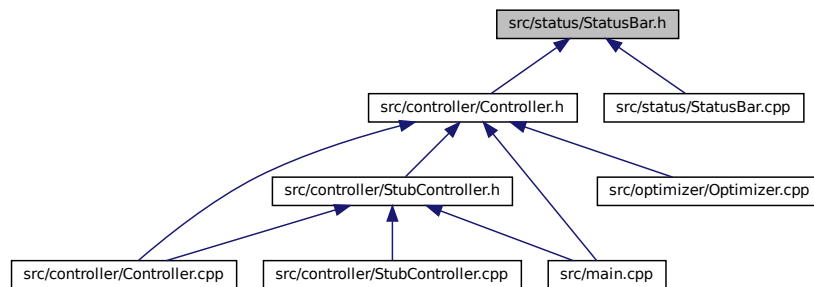 src/status/StatusBar.h
src/controller/Controller.h
src/status/StatusBar.cpp
src/controller/StubController.h
src/optimizer/Optimizer.cpp
src/controller/Controller.cpp
src/controller/StubController.cpp
src/main.cpp